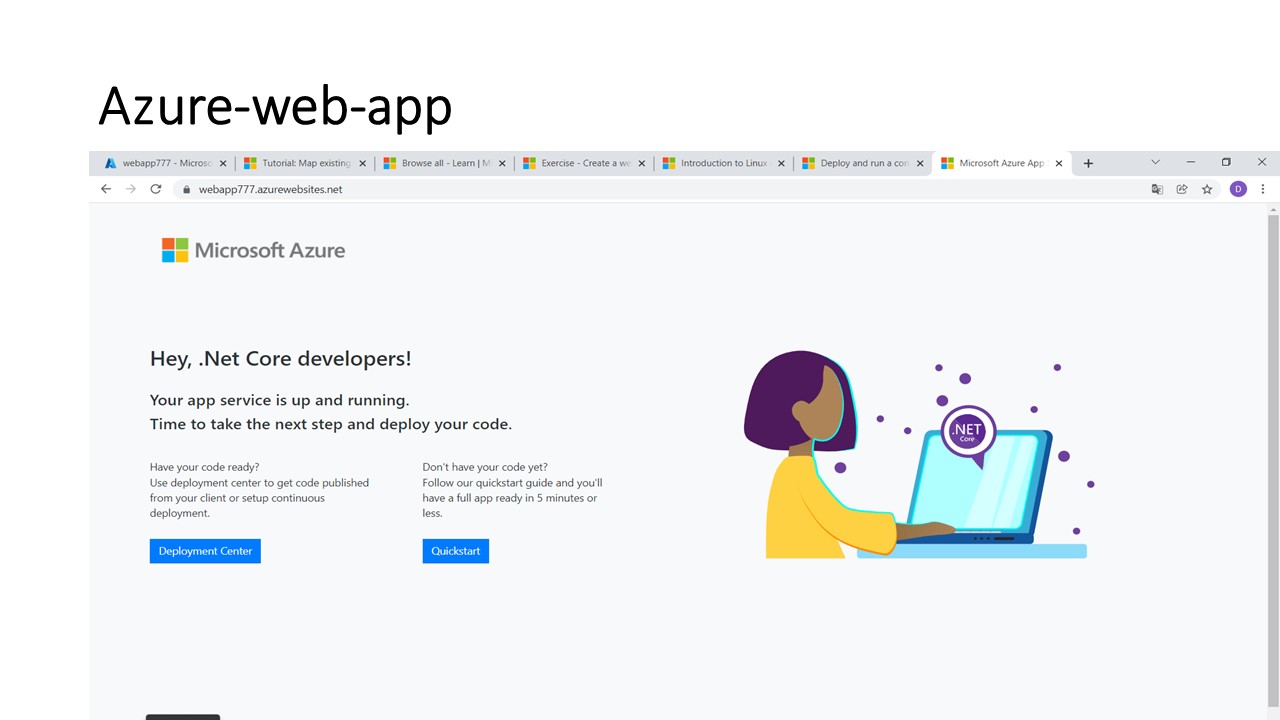 Azure-web-app
webapp777 - Microso
Tutorial: Map existing
Browse all - Learn | M
Exercise - Create a we
Introduction to Linux
Deploy and run a con
Microsoft Azure App
webapp777.azurewebsites.net
D
Microsoft Azure
Hey, .Net Core developers!
Your app service is up and running.
Time to take the next step and deploy your code.
Have your code ready?
Use deployment center to get code published
from your client or setup continuous
deployment.
Deployment Center
Don't have your code yet?
Follow our quickstart guide and you'll
have a full app ready in 5 minutes or
less.
Quickstart
.NET
Core